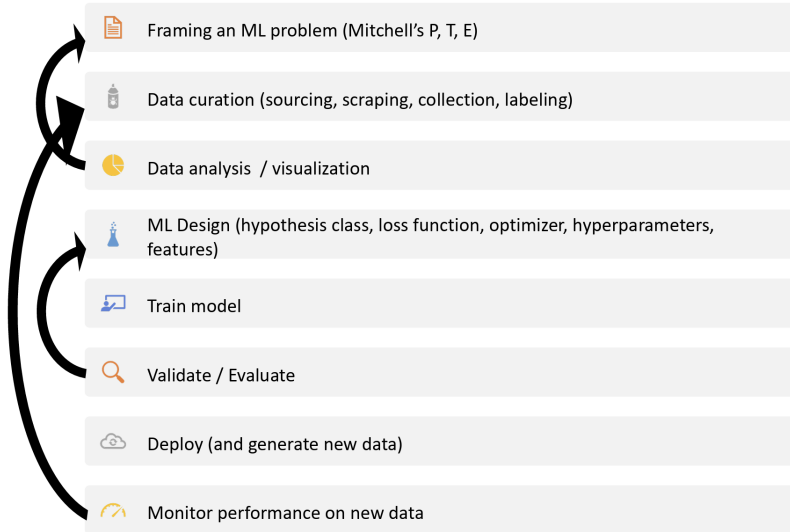 Framing an ML problem (Mitchell's P, T, E)
Data curation (sourcing, scraping, collection, labeling)
Data analysis / visualization
ML Design (hypothesis class, loss function, optimizer, hyperparameters,
features)
Train model
Validate / Evaluate
Deploy (and generate new data)
Monitor performance on new data